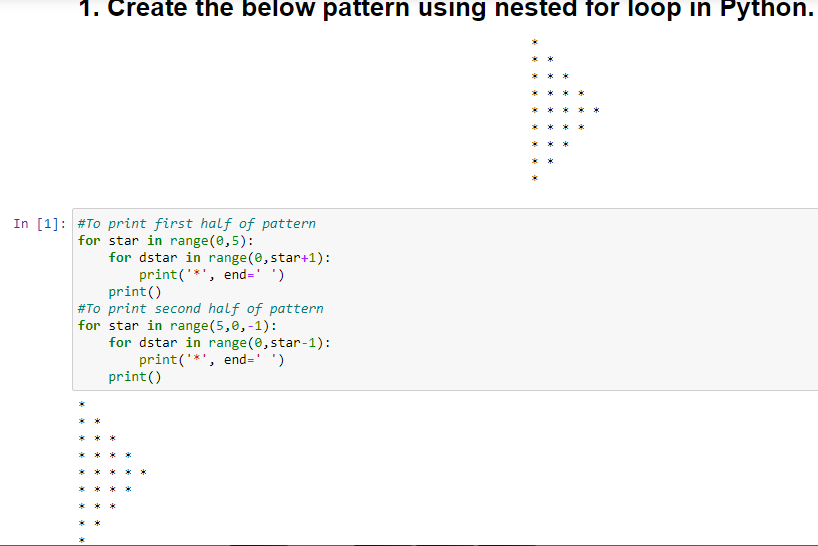 1. Create the below pattern using nested for loop in Python.
*
* *
* * *
* * * *
* * * * *
* * * *
* * *
* *
*
In [1]: #To print first half of pattern
for star in range(0,5):
    for dstar in range(0,star+1):
        print('*', end=' ')
    print()
#To print second half of pattern
for star in range(5,0,-1):
    for dstar in range(0,star-1):
        print('*', end=' ')
    print()
*
* *
* * *
* * * *
* * * * *
* * * *
* * *
* *
*